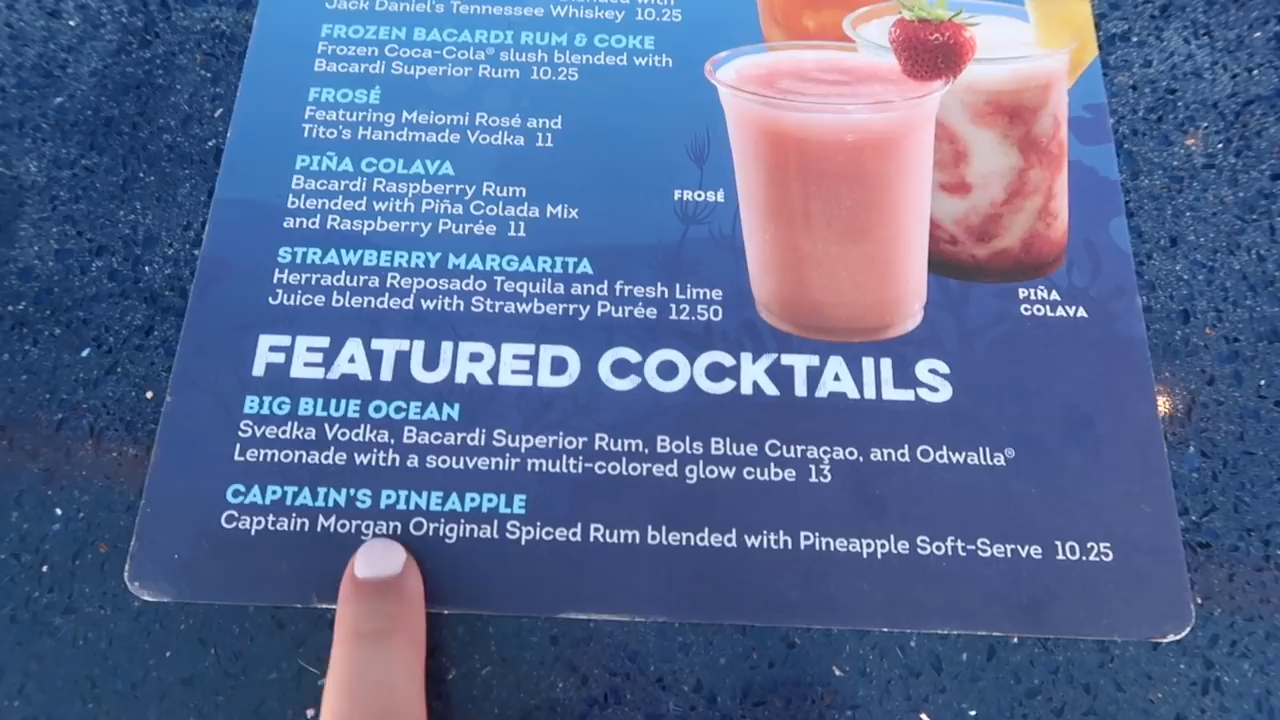 Jack Daniel's Tennessee Whiskey 10.25
FROZEN BACARDI RUM & COKE
Frozen Coca-Cola® slush blended with
Bacardi Superior Rum 10.25
FROSÉ
Featuring Meiomi Rosé and
Tito's Handmade Vodka 11
PIÑA COLAVA
Bacardi Raspberry Rum
blended with Piña Colada Mix
and Raspberry Purée 11
STRAWBERRY MARGARITA
Herradura Reposado Tequila and fresh Lime
Juice blended with Strawberry Purée 12.50
FROSÉ
PIÑA
COLAVA
FEATURED COCKTAILS
BIG BLUE OCEAN
Svedka Vodka, Bacardi Superior Rum, Bols Blue Curaçao, and Odwalla®
Lemonade with a souvenir multi-colored glow cube 13
CAPTAIN'S PINEAPPLE
Captain Morgan Original Spiced Rum blended with Pineapple Soft-Serve 10.25